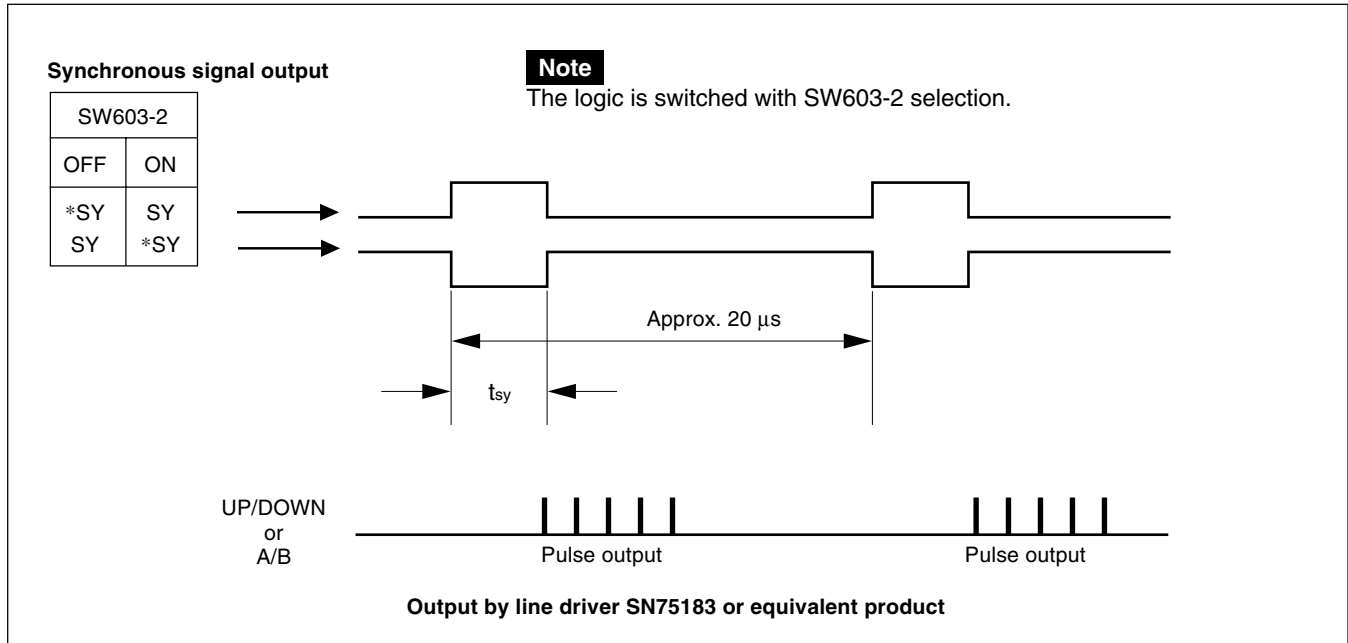 Synchronous signal output
Note
The logic is switched with SW603-2 selection.
SW603-2
OFF ON
*SY SY
SY *SY
Approx. 20 μs
tsy
UP/DOWN
or
A/B
Pulse output Pulse output
Output by line driver SN75183 or equivalent product